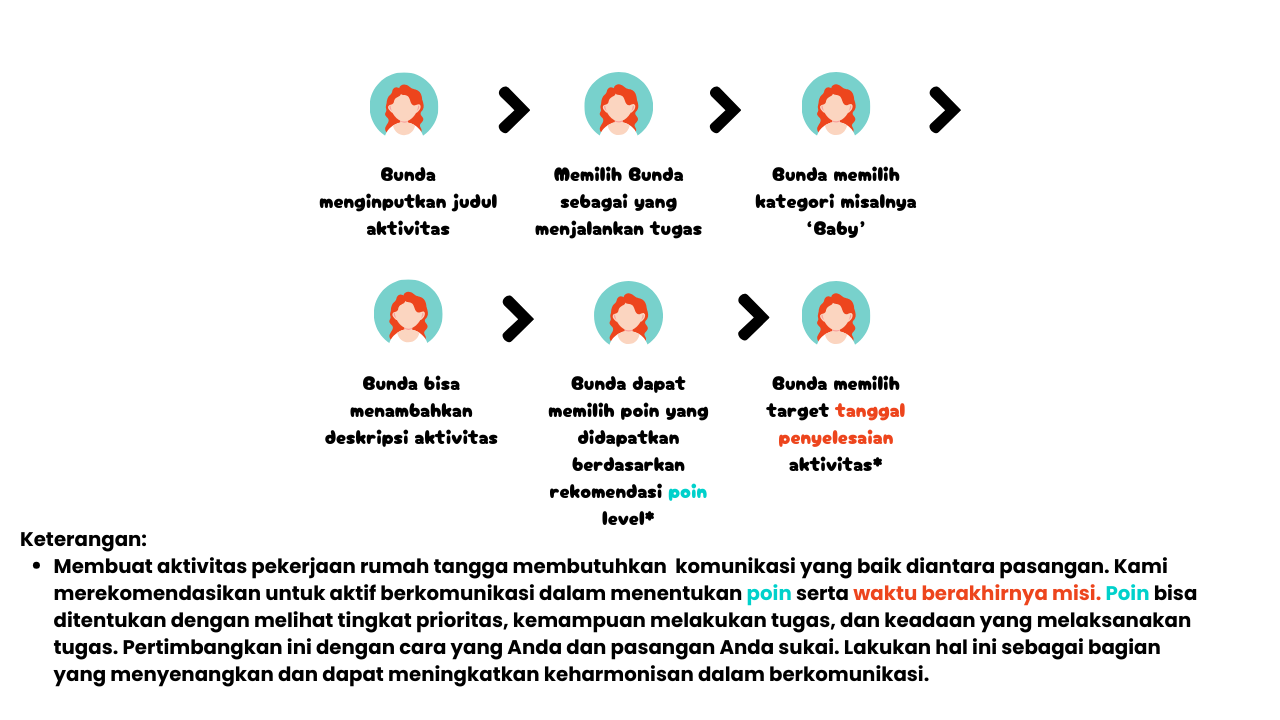 Bunda
menginputkan judul
aktivitas
Memilih Bunda
sebagai yang
menjalankan tugas
Bunda memilih
kategori misalnya
‘Baby’
Bunda bisa
menambahkan
deskripsi aktivitas
Bunda dapat
memilih poin yang
didapatkan
berdasarkan
rekomendasi poin
level*
Bunda memilih
target tanggal
penyelesaian
aktivitas*
Keterangan:
• Membuat aktivitas pekerjaan rumah tangga membutuhkan  komunikasi yang baik diantara pasangan. Kami
merekomendasikan untuk aktif berkomunikasi dalam menentukan poin serta waktu berakhirnya misi. Poin bisa
ditentukan dengan melihat tingkat prioritas, kemampuan melakukan tugas, dan keadaan yang melaksanakan
tugas. Pertimbangkan ini dengan cara yang Anda dan pasangan Anda sukai. Lakukan hal ini sebagai bagian
yang menyenangkan dan dapat meningkatkan keharmonisan dalam berkomunikasi.